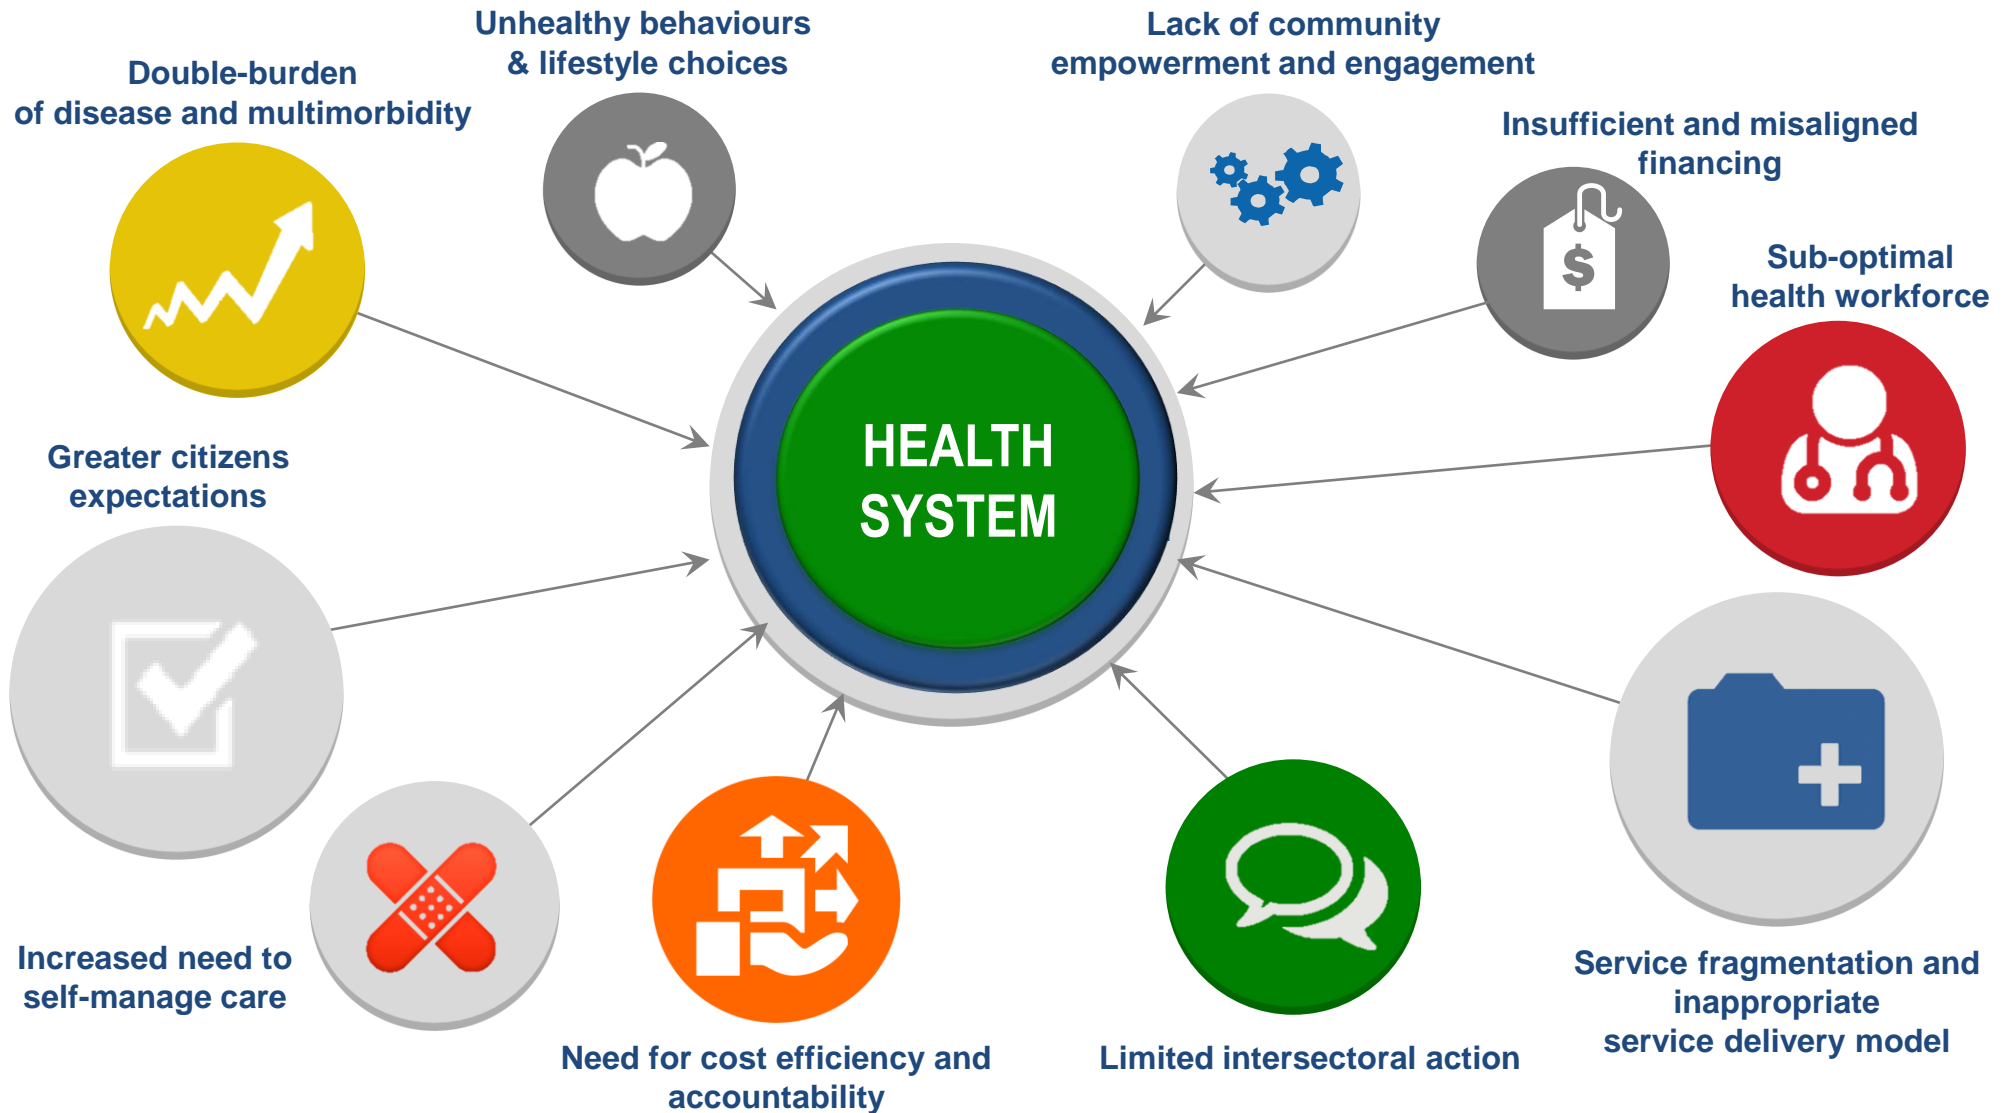 Unhealthy behaviours
& lifestyle choices
Lack of community
empowerment and engagement
Double-burden
of disease and multimorbidity
Insufficient and misaligned
financing
$
Sub-optimal
health workforce
HEALTH
SYSTEM
Greater citizens
expectations
Increased need to
self-manage care
Need for cost efficiency and
accountability
Limited intersectoral action
Service fragmentation and
inappropriate
service delivery model